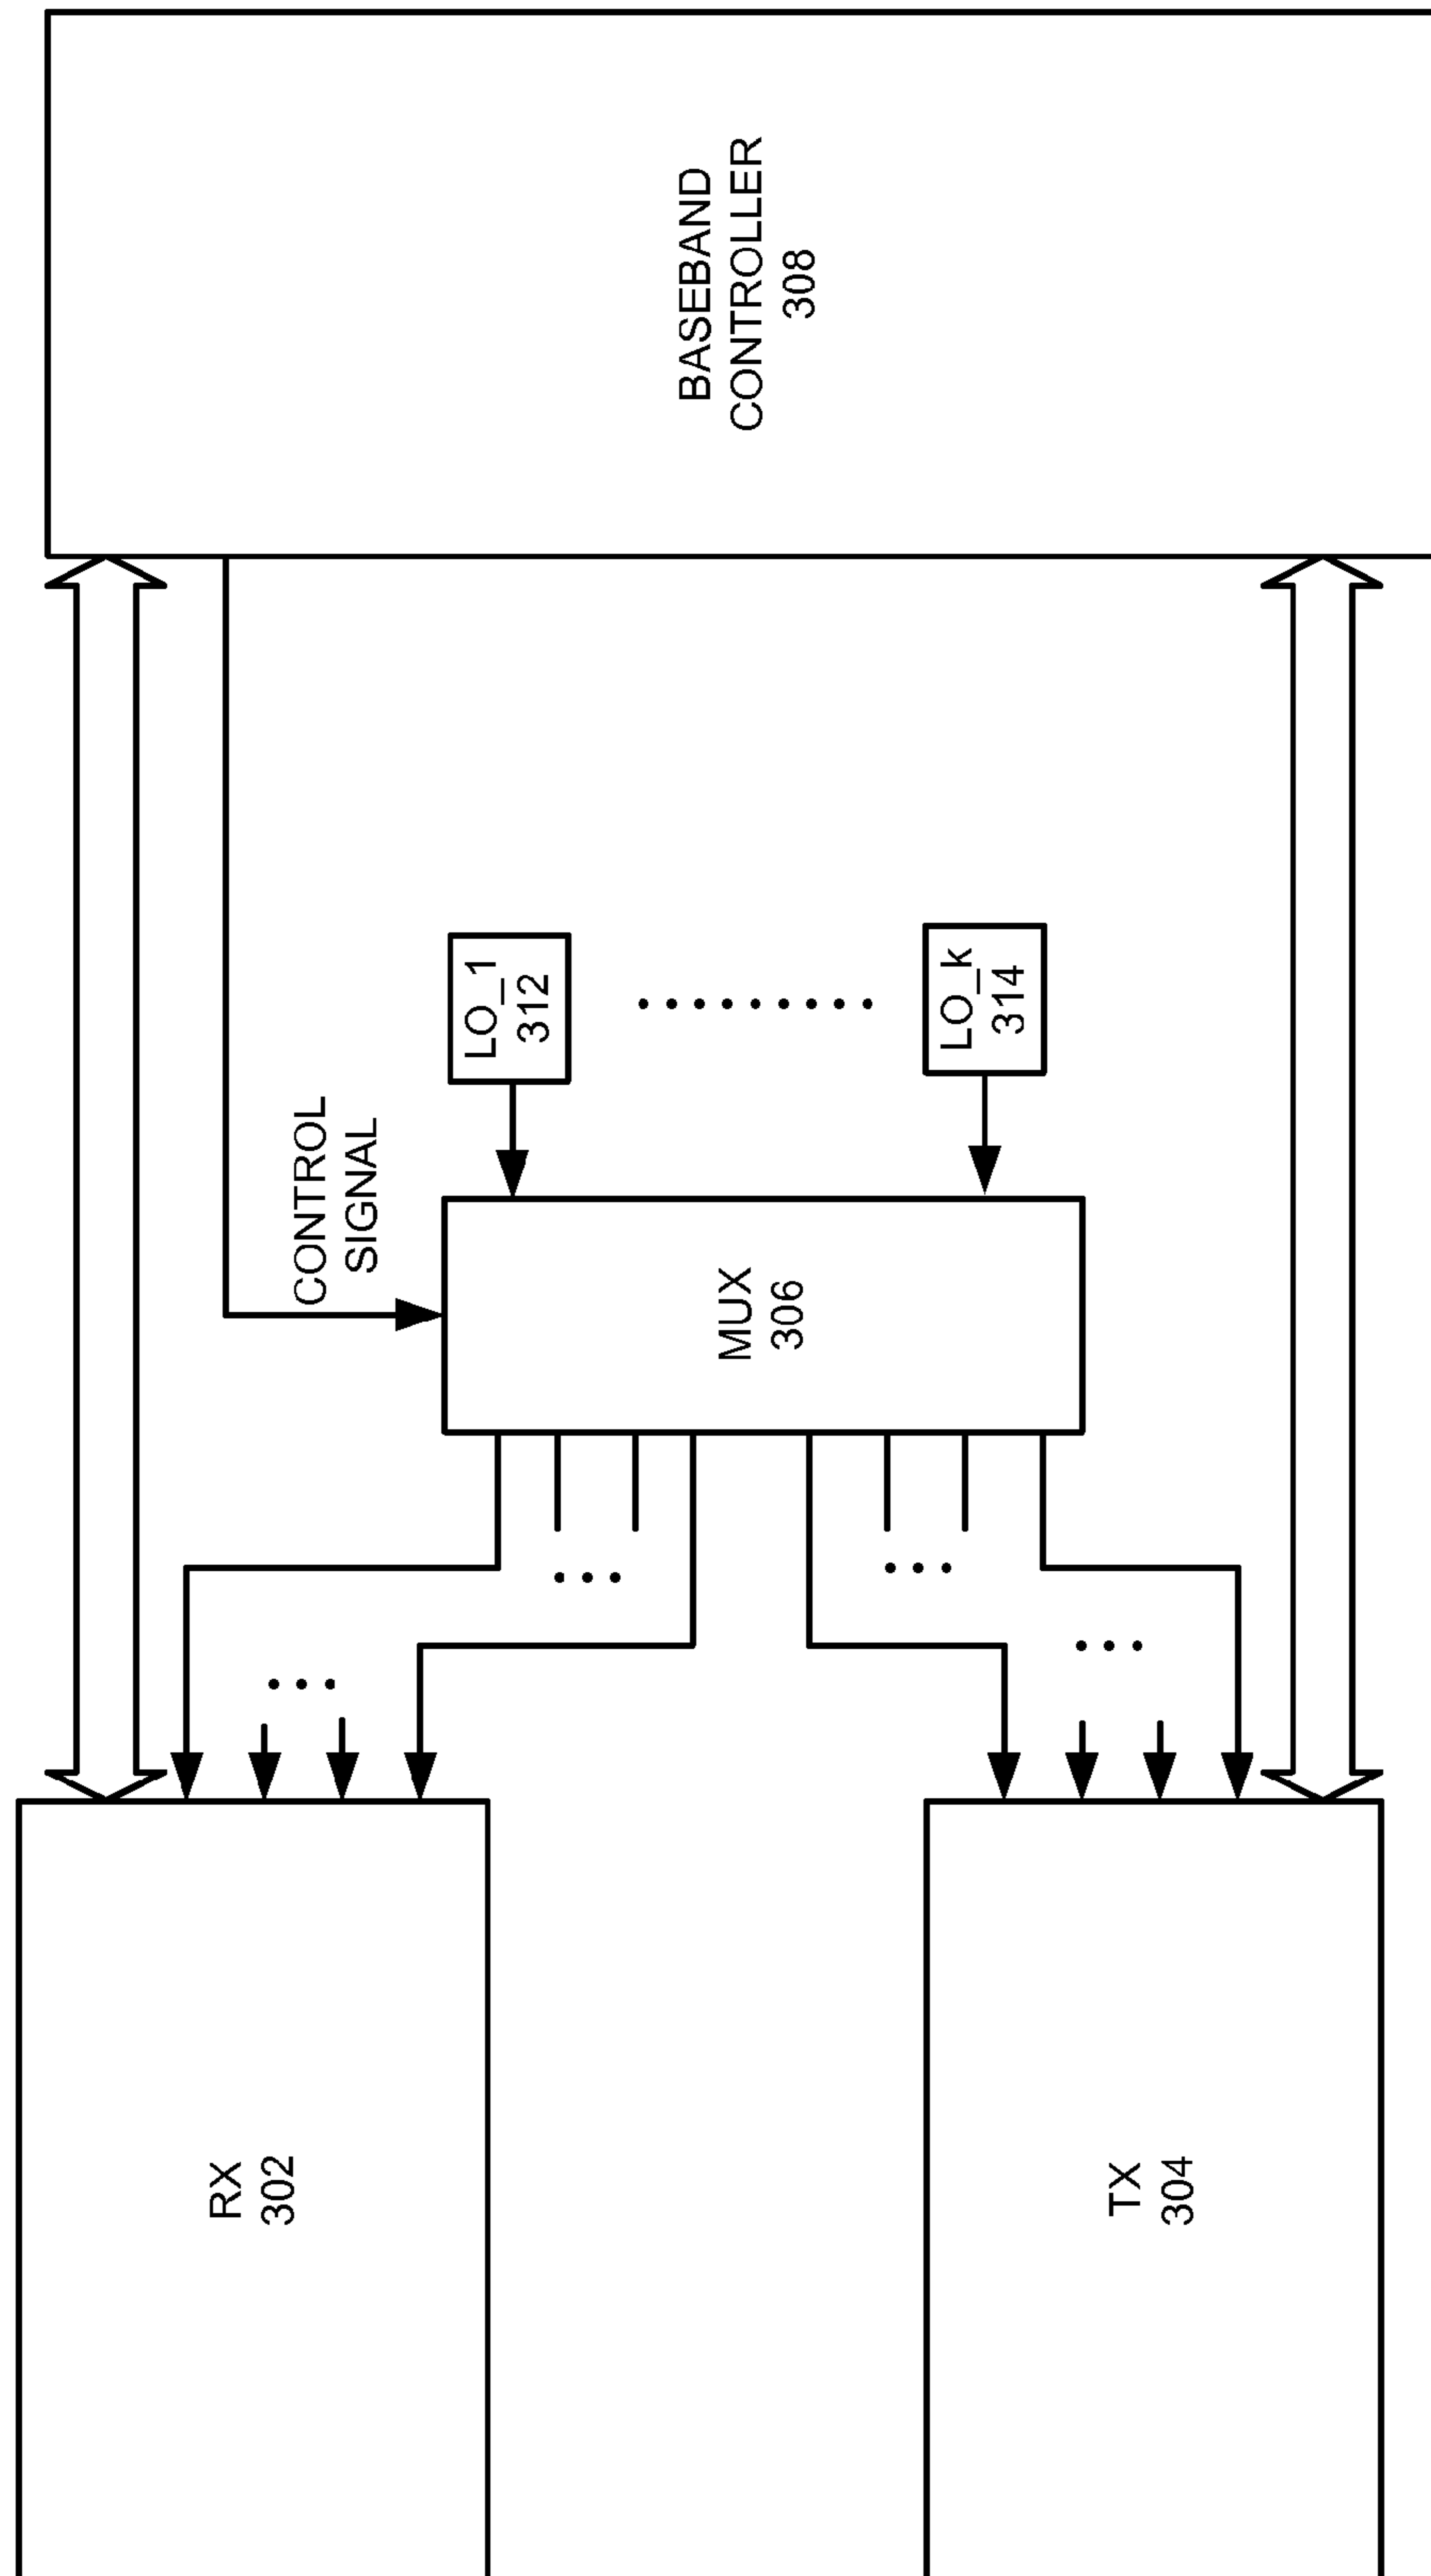 BASEBAND
CONTROLLER
308
CONTROL
SIGNAL
LO_1
312
LO_k
314
MUX
306
RX
302
TX
304